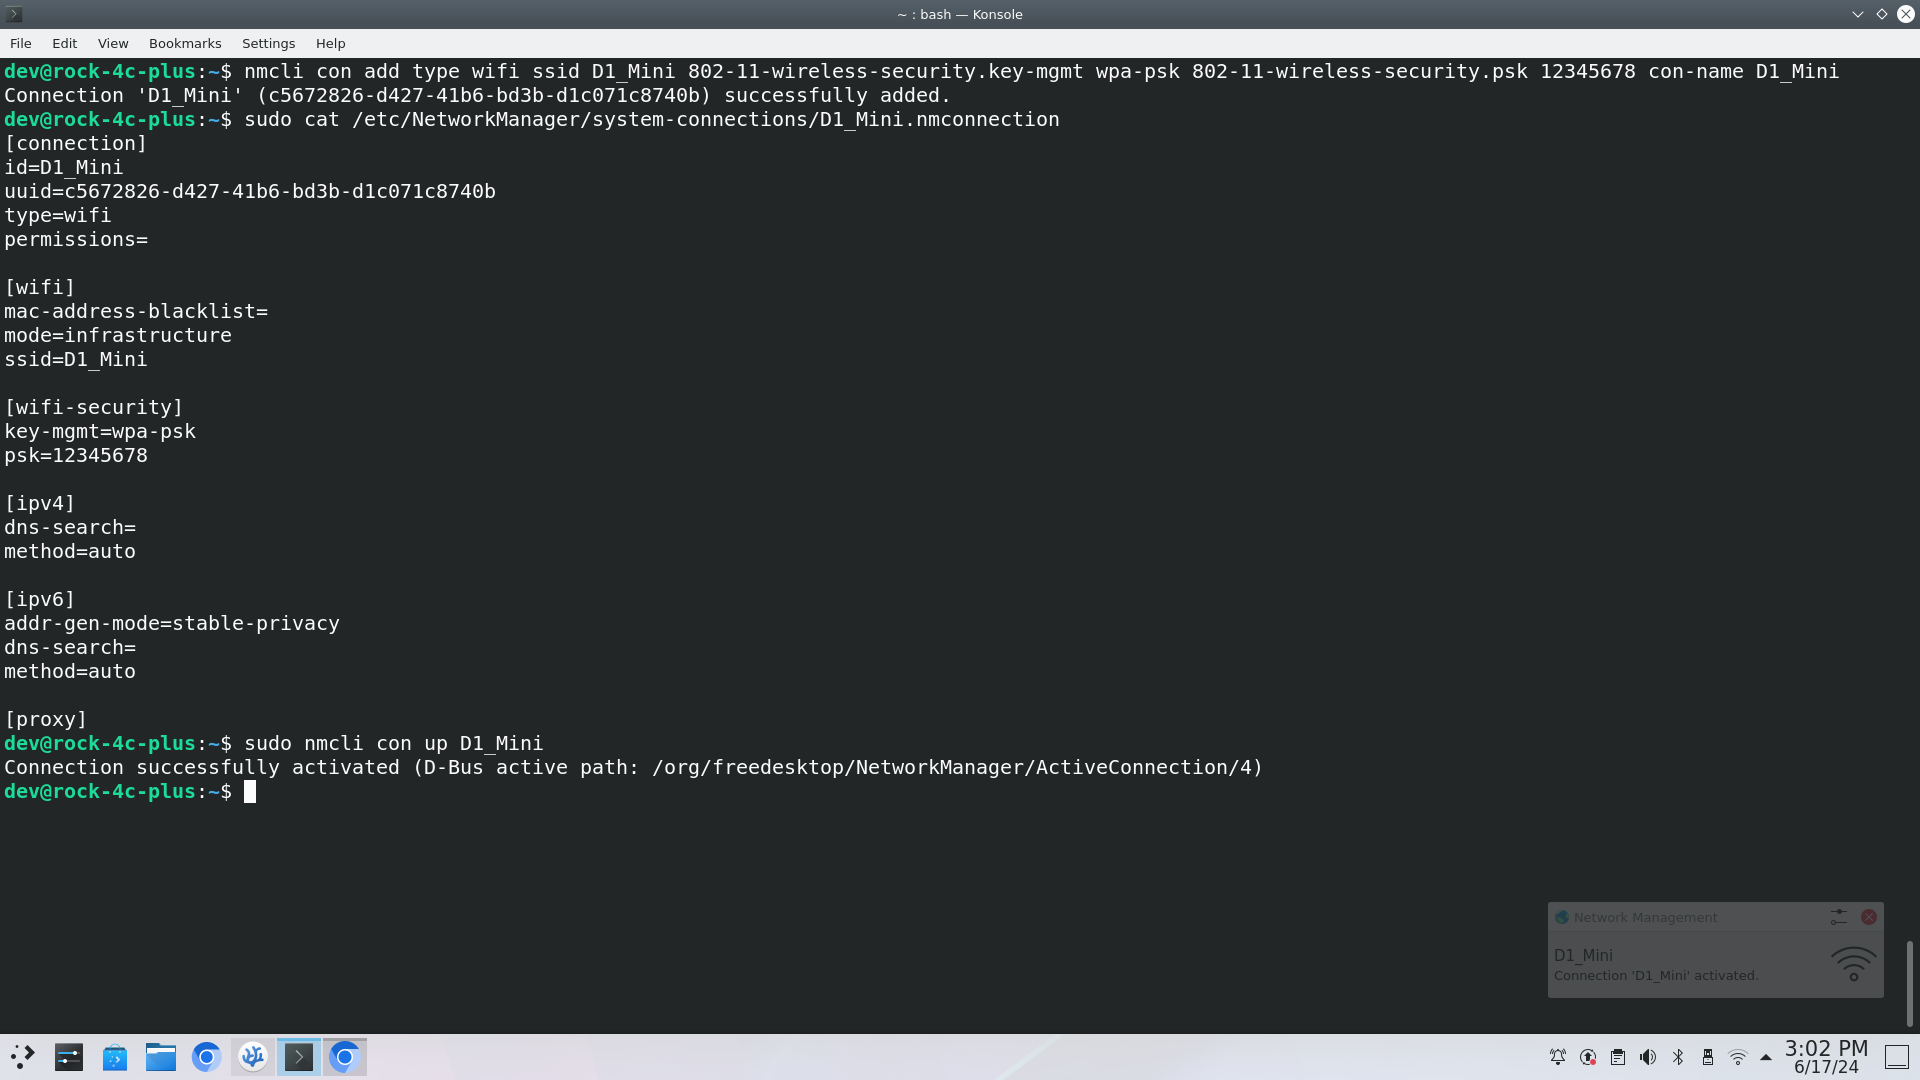 ~ : bash — Konsole
File Edit View Bookmarks Settings Help
dev@rock-4c-plus:~$ nmcli con add type wifi ssid D1_Mini 802-11-wireless-security.key-mgmt wpa-psk 802-11-wireless-security.psk 12345678 con-name D1_Mini
Connection 'D1_Mini' (c5672826-d427-41b6-bd3b-d1c071c8740b) successfully added.
dev@rock-4c-plus:~$ sudo cat /etc/NetworkManager/system-connections/D1_Mini.nmconnection
[connection]
id=D1_Mini
uuid=c5672826-d427-41b6-bd3b-d1c071c8740b
type=wifi
permissions=

[wifi]
mac-address-blacklist=
mode=infrastructure
ssid=D1_Mini

[wifi-security]
key-mgmt=wpa-psk
psk=12345678

[ipv4]
dns-search=
method=auto

[ipv6]
addr-gen-mode=stable-privacy
dns-search=
method=auto

[proxy]
dev@rock-4c-plus:~$ sudo nmcli con up D1_Mini
Connection successfully activated (D-Bus active path: /org/freedesktop/NetworkManager/ActiveConnection/4)
dev@rock-4c-plus:~$
Network Management
D1_Mini
Connection 'D1_Mini' activated.
3:02 PM
6/17/24